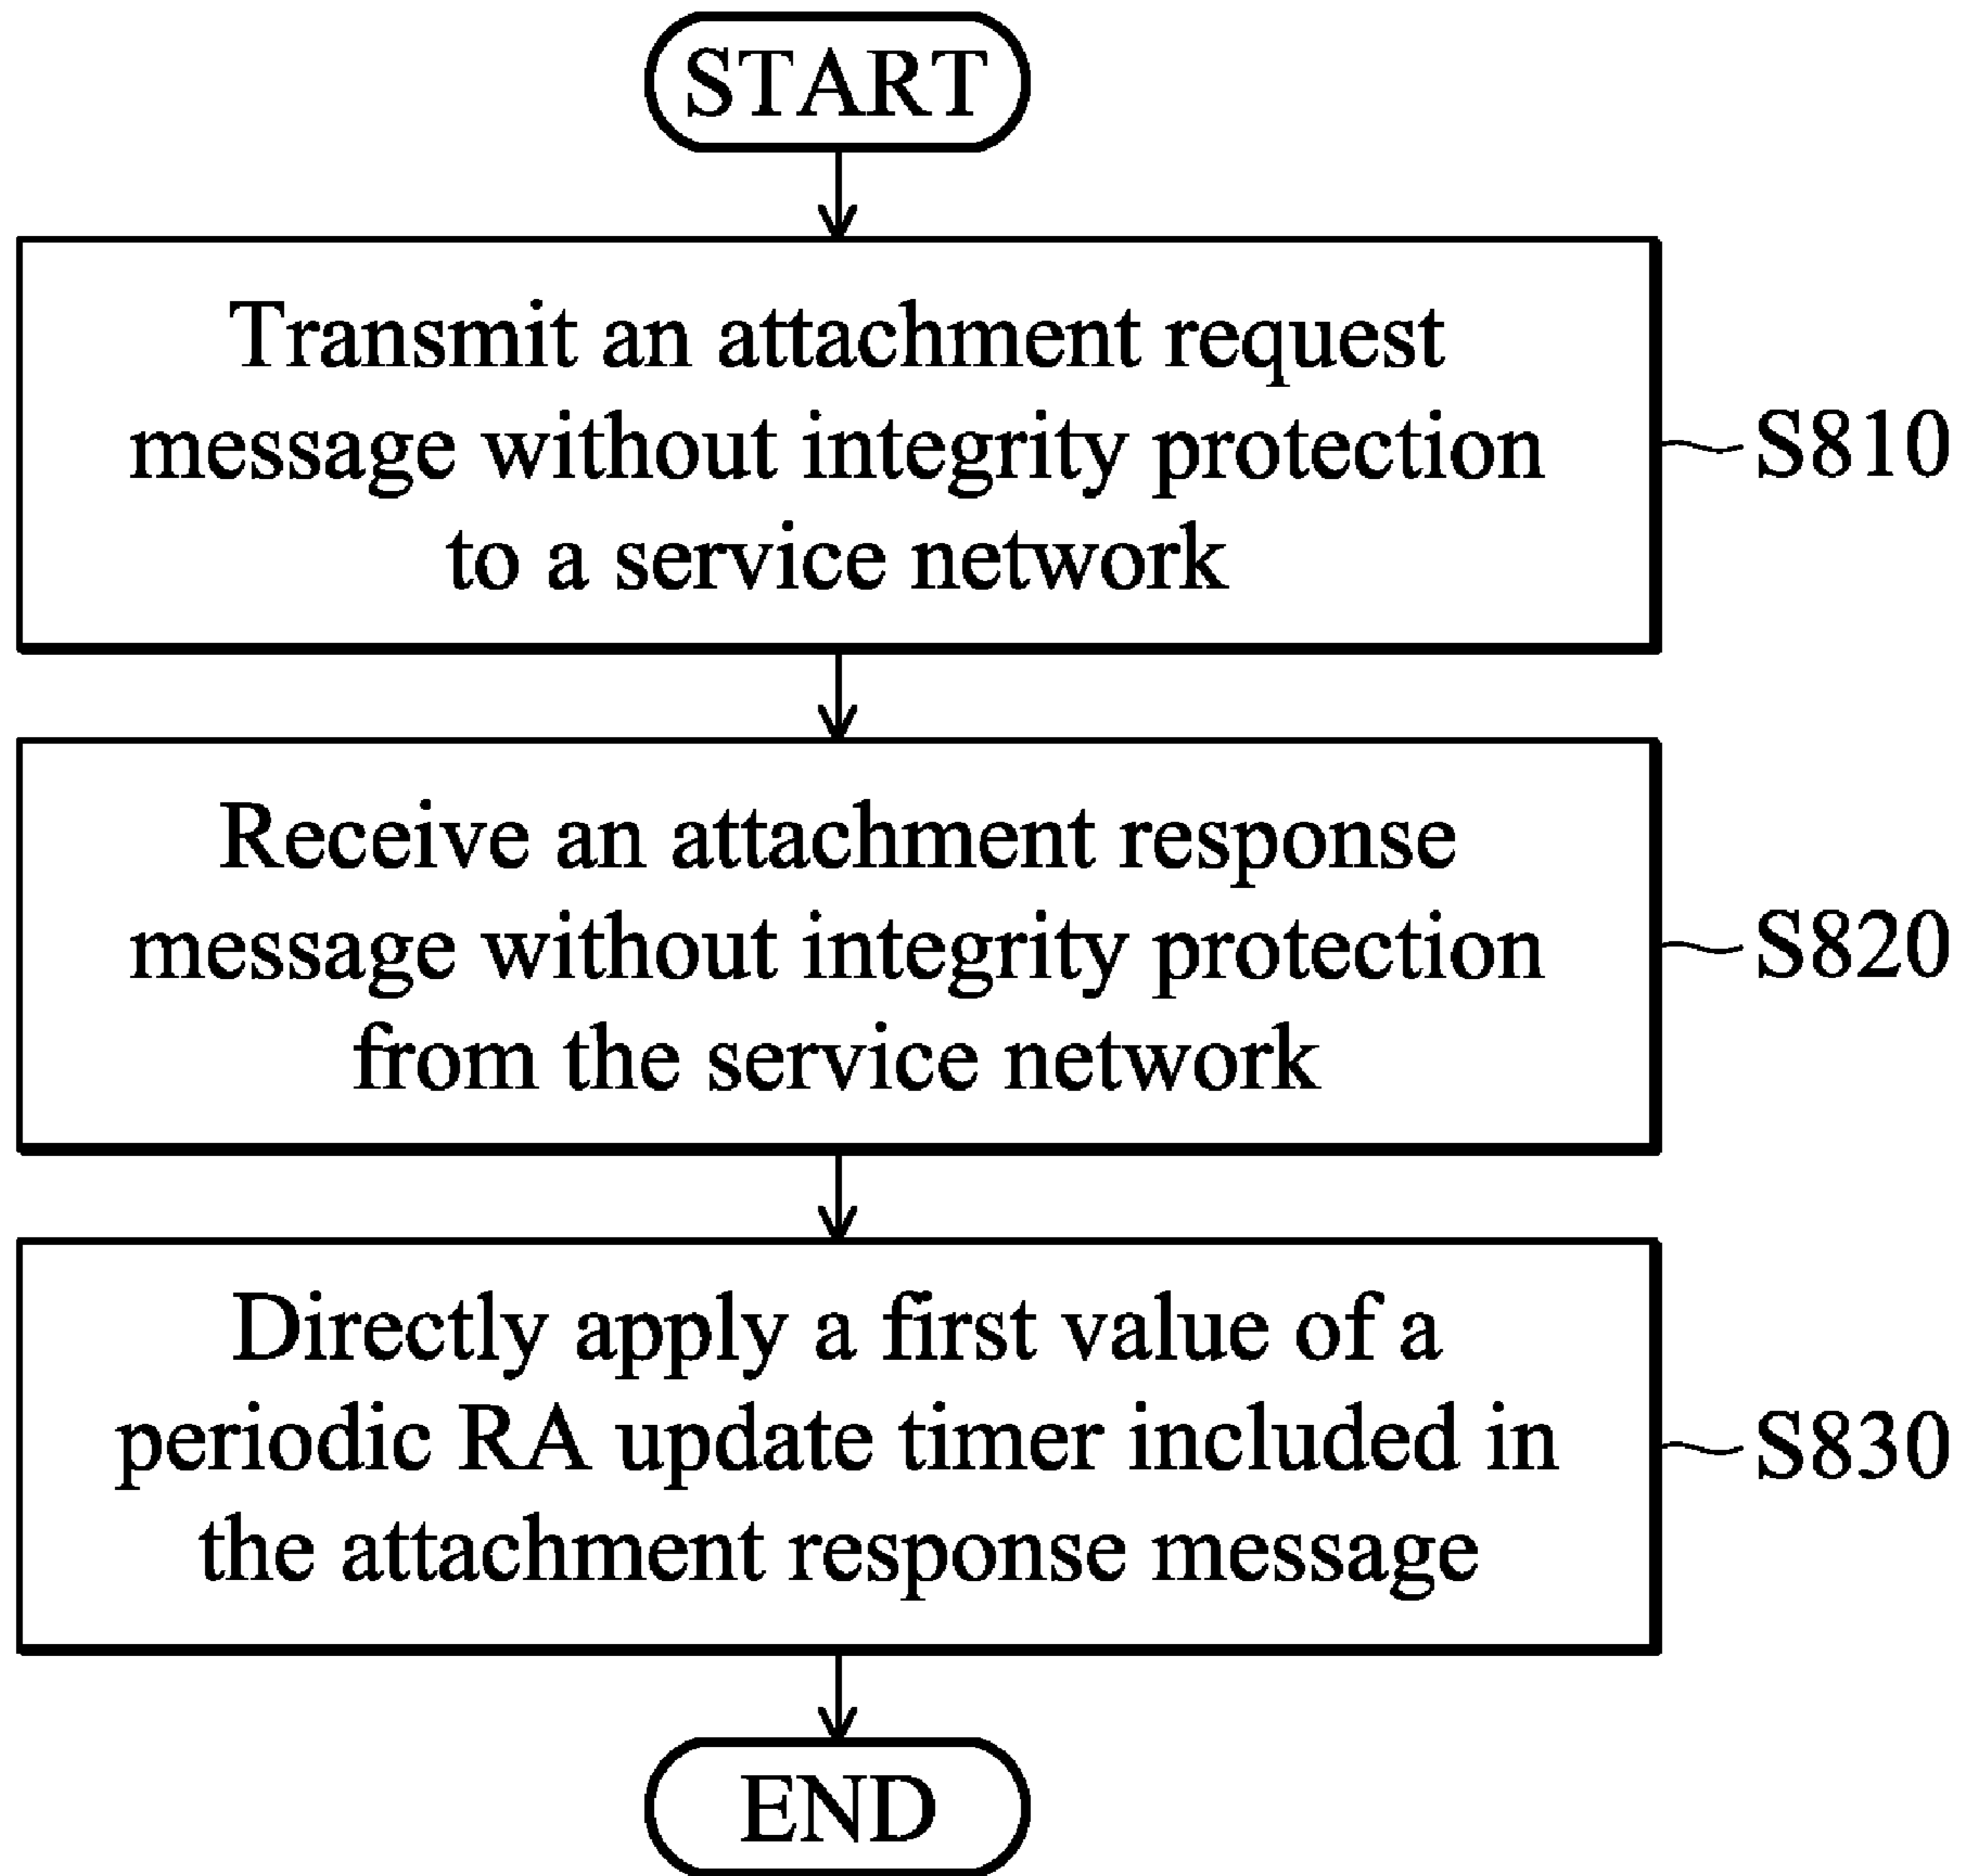 START
Transmit an attachment request
message without integrity protection
to a service network
S810
Receive an attachment response
message without integrity protection
from the service network
S820
Directly apply a first value of a
periodic RA update timer included in
the attachment response message
S830
END